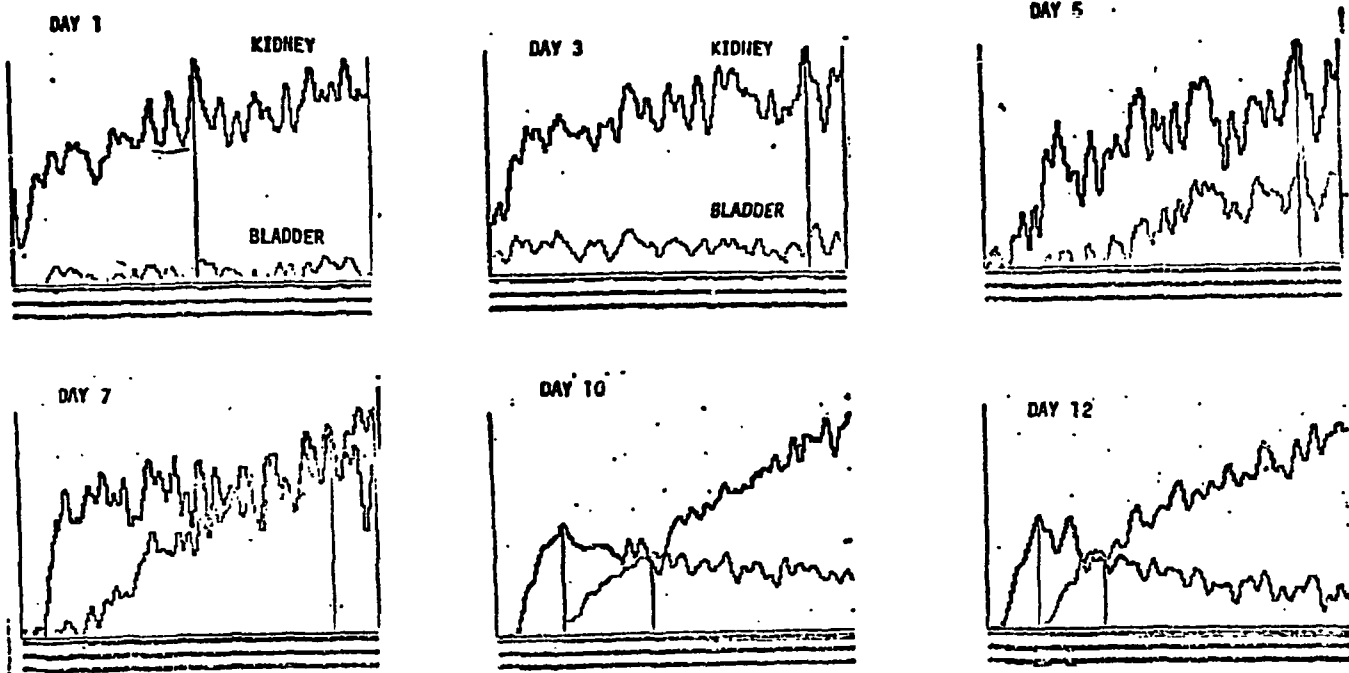 DAY 1
KIDNEY
BLADDER
DAY 3
KIDNEY
BLADDER
DAY 5
DAY 7
DAY 10
DAY 12